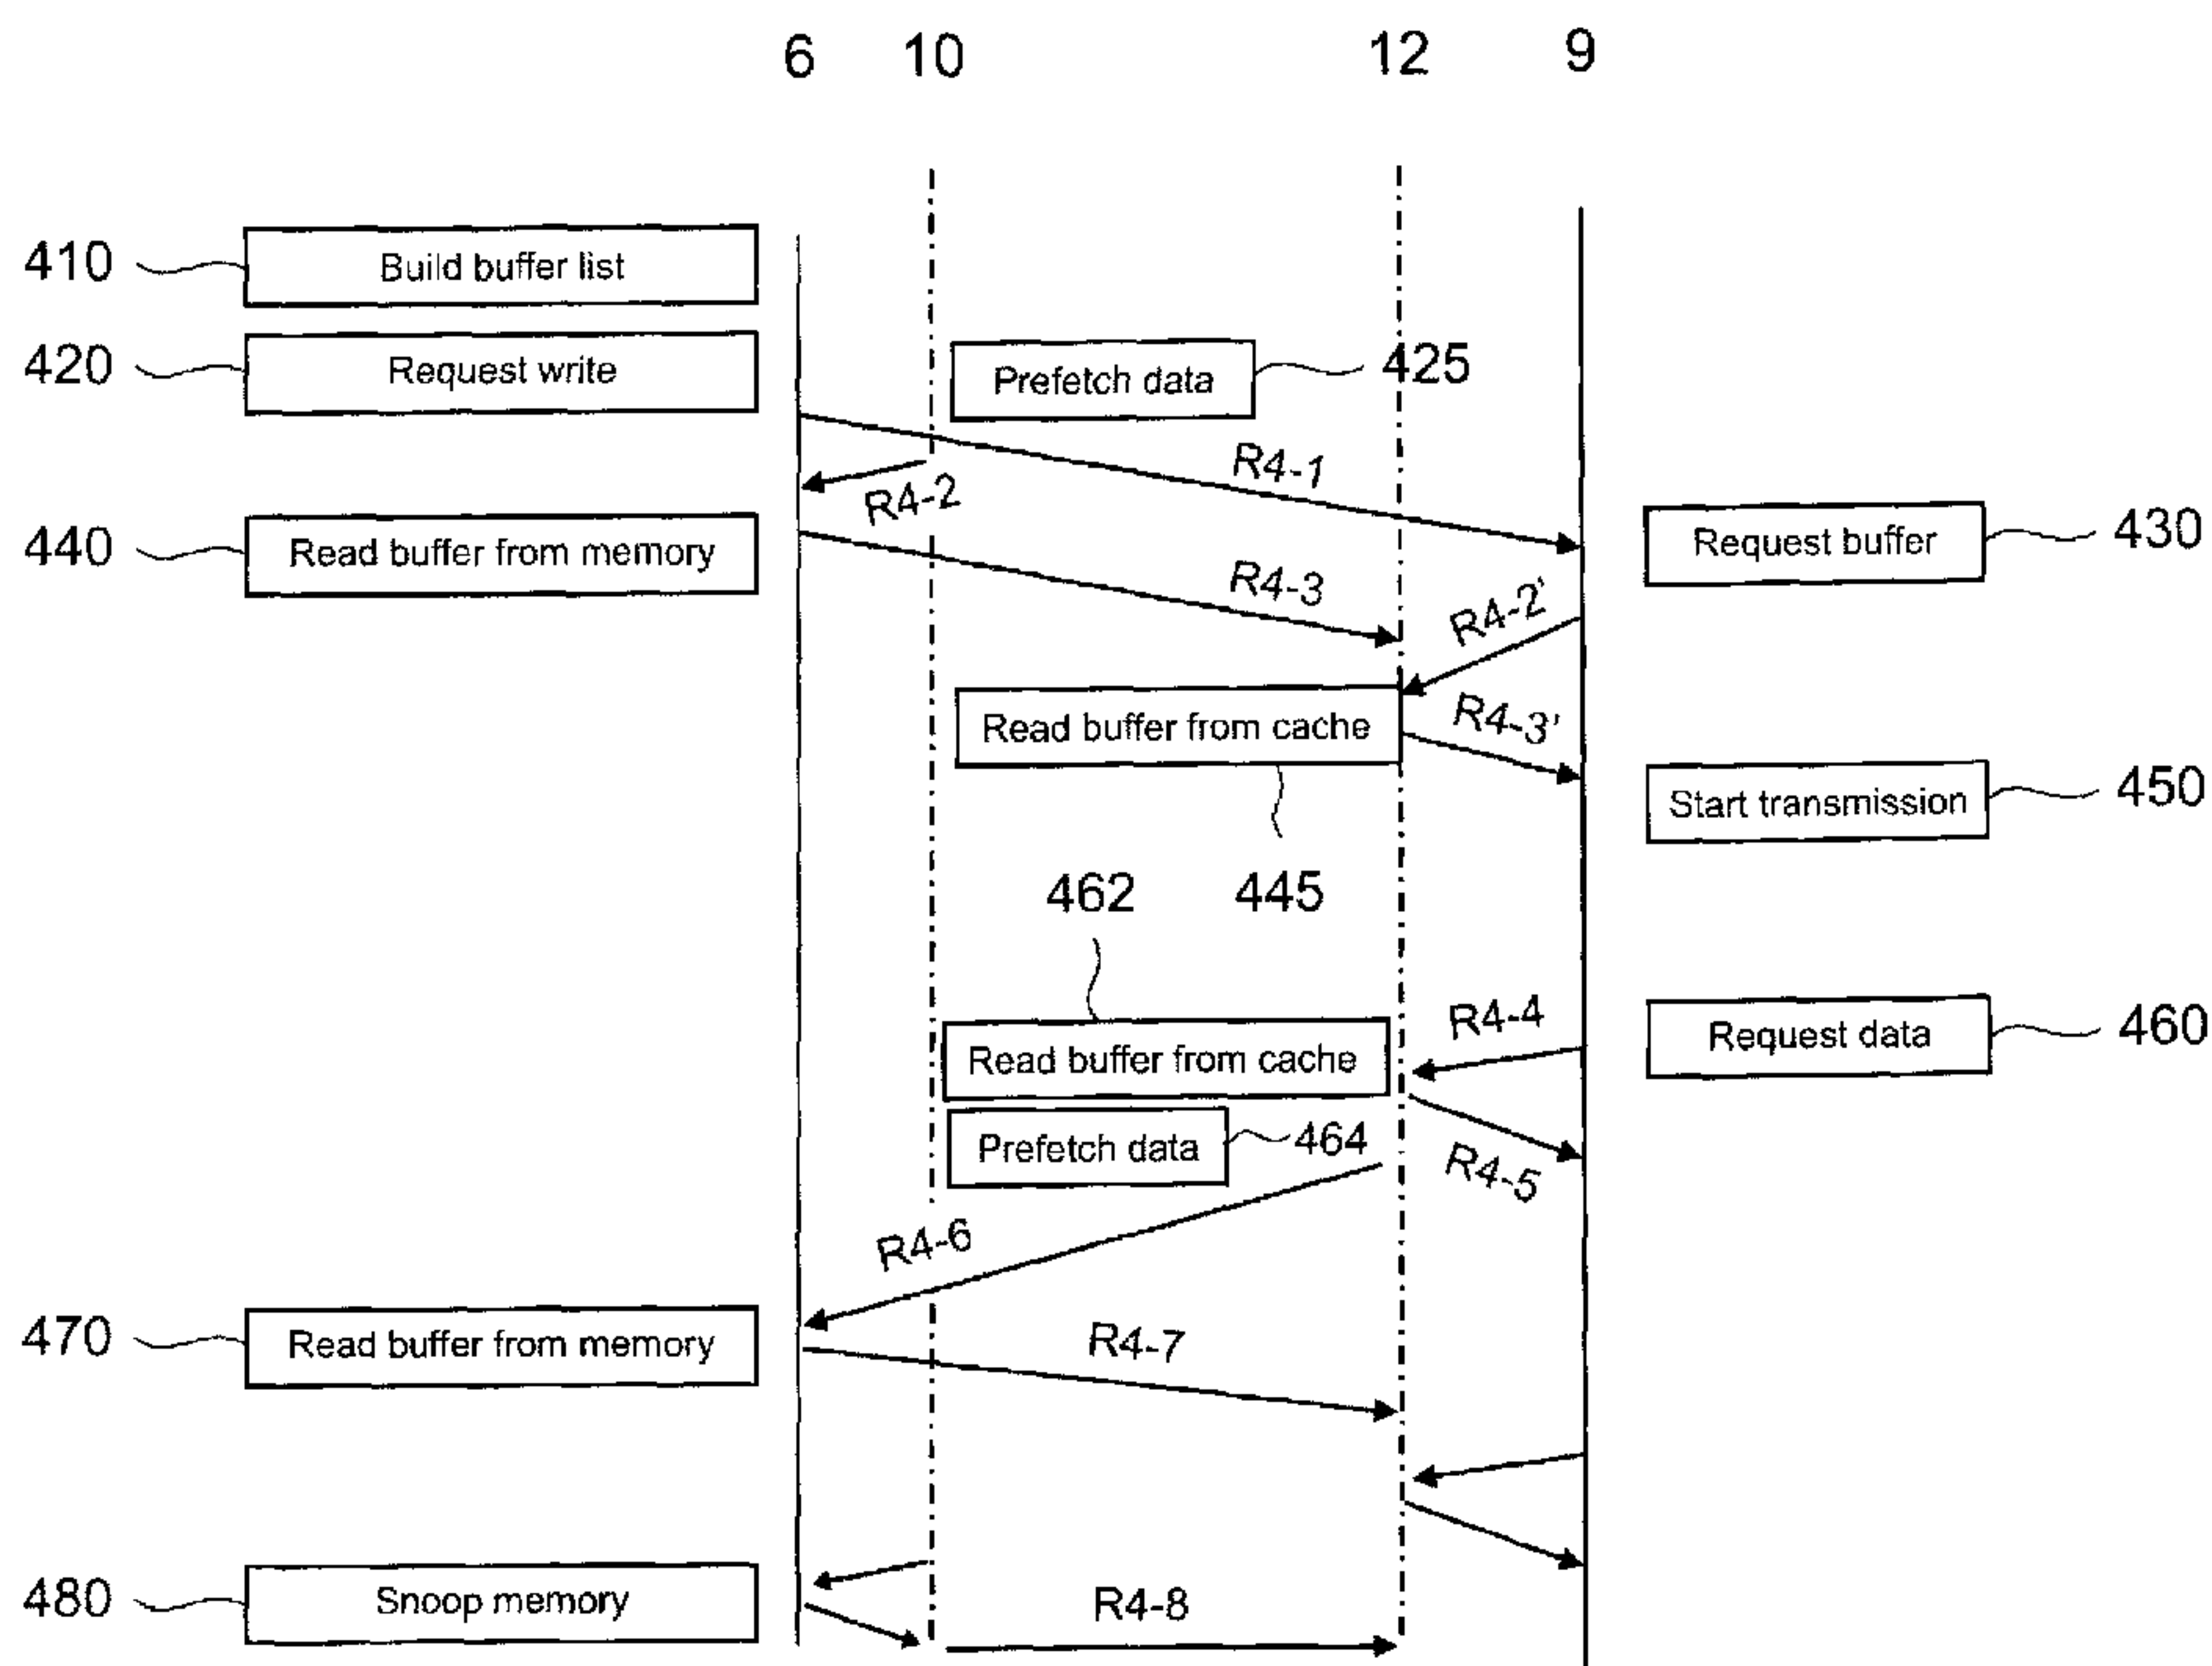 6 10 12 9
410 Build buffer list
420 Request write
Prefetch data 425
R4-1
R4-2
440 Read buffer from memory
Request buffer 430
R4-3
R4-2'
Read buffer from cache
R4-3'
Start transmission 450
462 445
R4-4
Request data 460
Read buffer from cache
Prefetch data 464
R4-5
R4-6
470 Read buffer from memory
R4-7
480 Snoop memory
R4-8